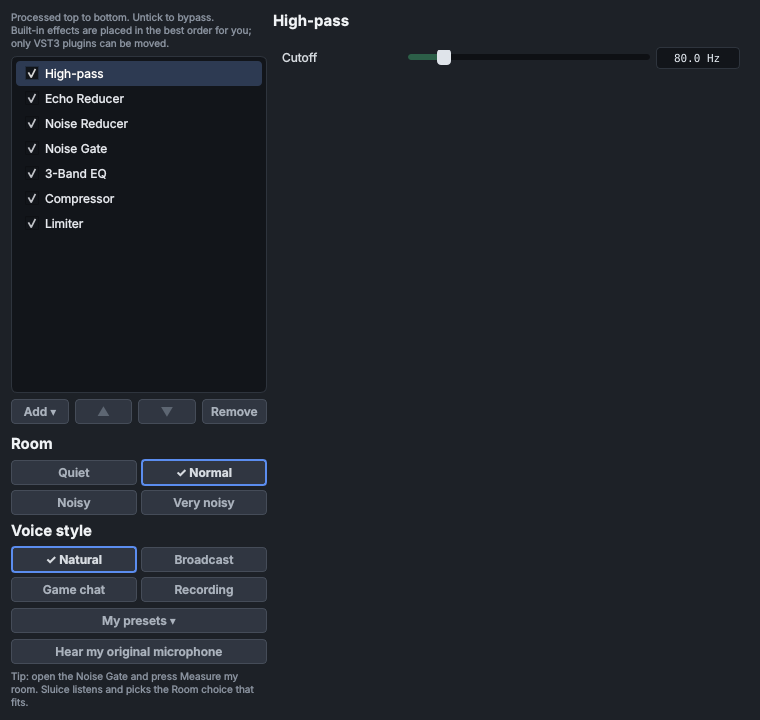 Processed top to bottom. Untick to bypass.
Built-in effects are placed in the best order for you;
only VST3 plugins can be moved.
High-pass
Echo Reducer
Noise Reducer
Noise Gate
3-Band EQ
Compressor
Limiter
Add ▾
▲
▼
Remove
Room
Quiet
✓ Normal
Noisy
Very noisy
Voice style
✓ Natural
Broadcast
Game chat
Recording
My presets ▾
Hear my original microphone
Tip: open the Noise Gate and press Measure my
room. Sluice listens and picks the Room choice that
fits.
High-pass
Cutoff
80.0 Hz